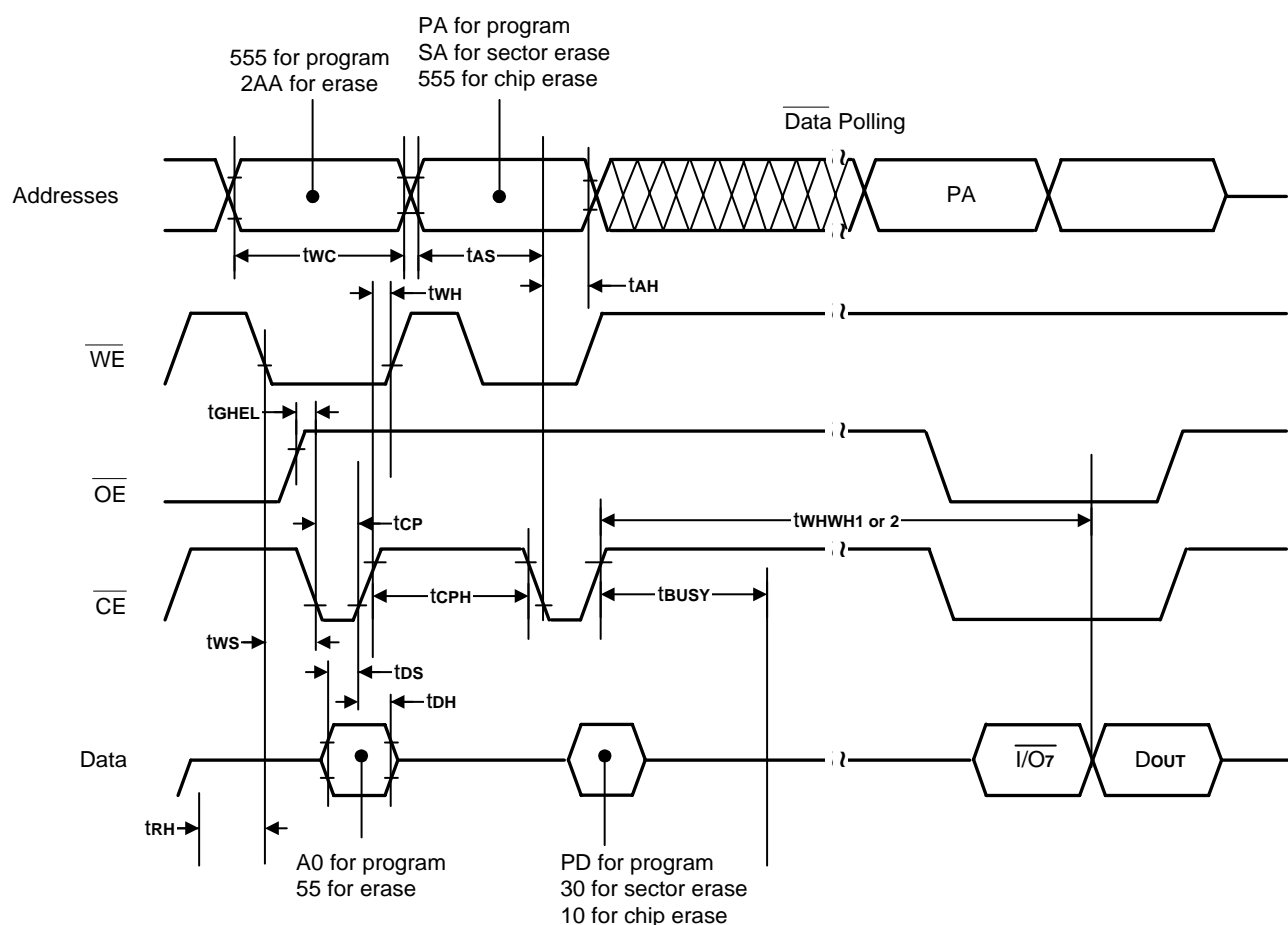 PA for program
SA for sector erase
555 for chip erase
555 for program
2AA for erase
Data Polling
Addresses
PA
tWC
tAS
tWH
tAH
WE
tGHEL
OE
tCP
tWHWH1 or 2
CE
tCPH
tBUSY
tWS
tDS
tDH
Data
I/O7
DOUT
tRH
A0 for program
55 for erase
PD for program
30 for sector erase
10 for chip erase